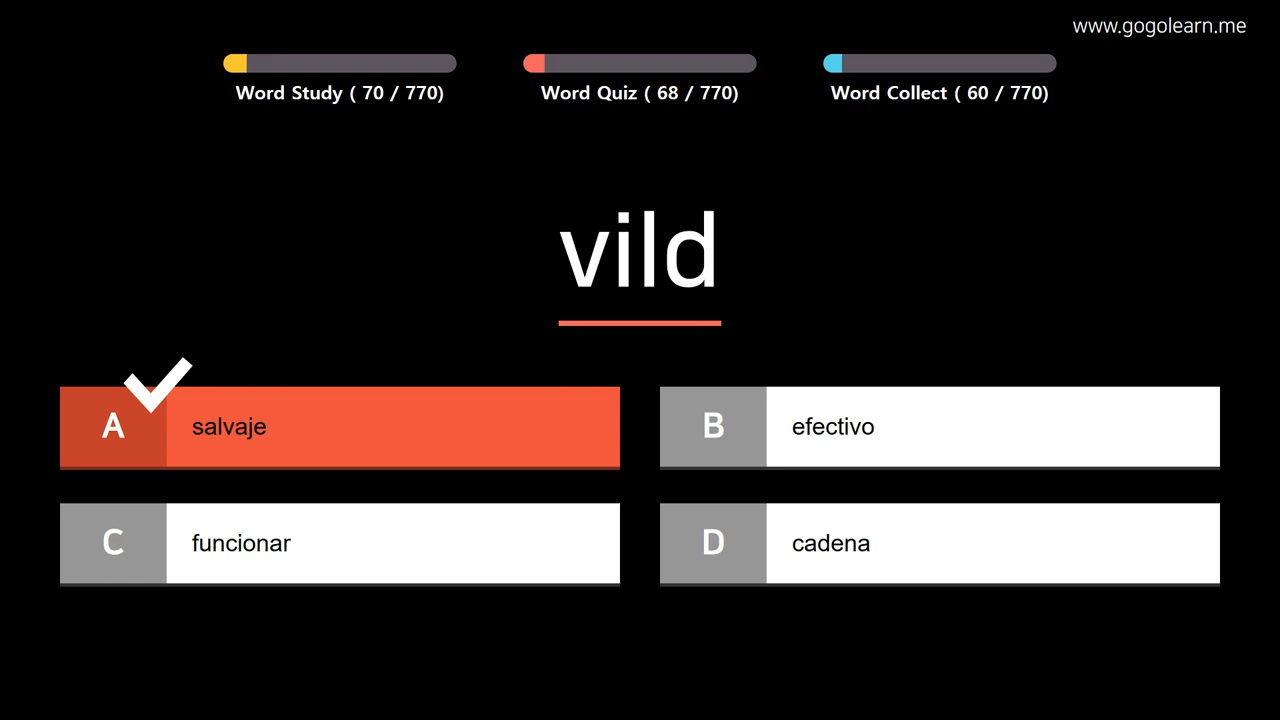 www.gogolearn.me
Word Study ( 70 / 770)
Word Quiz ( 68 / 770)
Word Collect ( 60 / 770)
vild
A salvaje
B efectivo
C funcionar
D cadena